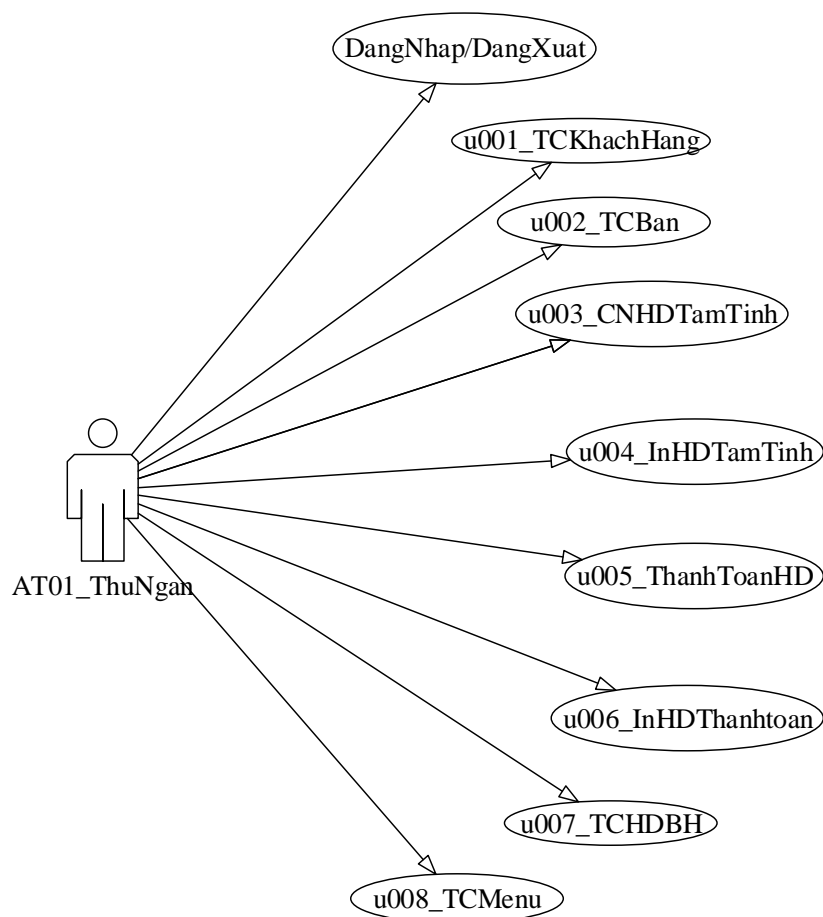 DangNhap/DangXuat
u001_TCKhachHang
u002_TCBan
u003_CNHDTamTinh
u004_InHDTamTinh
u005_ThanhToanHD
AT01_ThuNgan
u006_InHDThanhtoan
u007_TCHDBH
u008_TCMenu